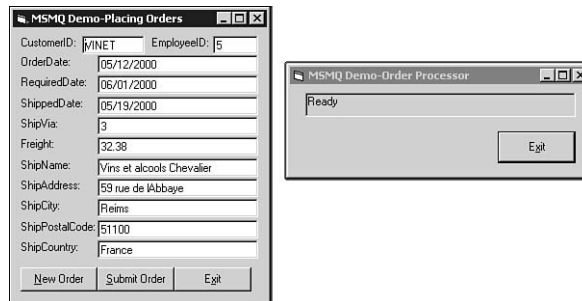 MSMQ Demo-Placing Orders
CustomerID: VINET EmployeeID: 5
OrderDate: 05/12/2000
RequiredDate: 06/01/2000
ShippedDate: 05/19/2000
ShipVia: 3
Freight: 32.38
ShipName: Vins et alcools Chevalier
ShipAddress: 59 rue de lAbbaye
ShipCity: Reims
ShipPostalCode: 51100
ShipCountry: France
New Order Submit Order Exit
MSMQ Demo-Order Processor
Ready
Exit